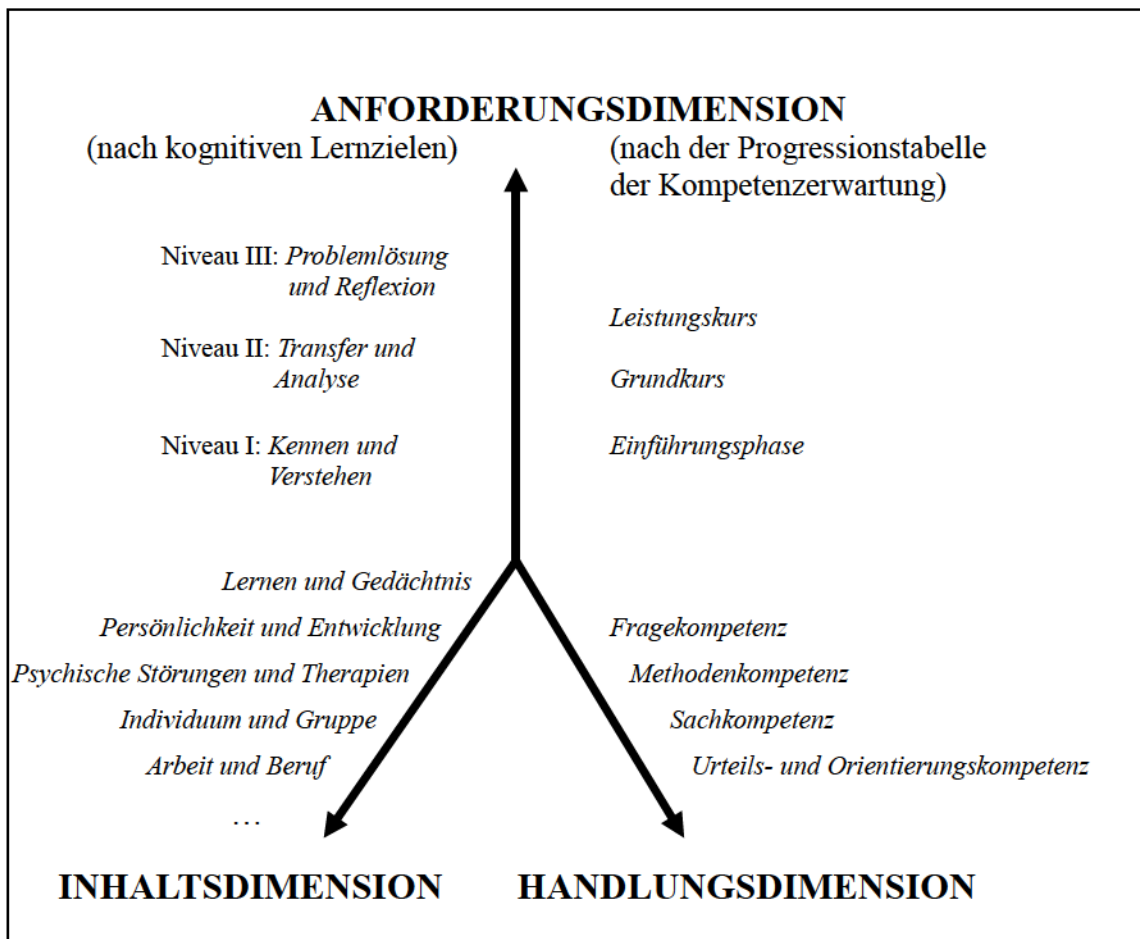 ANFORDERUNGSDIMENSION
(nach kognitiven Lernzielen)
(nach der Progressionstabelle
der Kompetenzerwartung)
Niveau III: Problemlösung
und Reflexion
Niveau II: Transfer und
Analyse
Niveau I: Kennen und
Verstehen
Leistungskurs
Grundkurs
Einführungsphase
Lernen und Gedächtnis
Persönlichkeit und Entwicklung
Psychische Störungen und Therapien
Individuum und Gruppe
Arbeit und Beruf
…
Fragekompetenz
Methodenkompetenz
Sachkompetenz
Urteils- und Orientierungskompetenz
INHALTSDIMENSION
HANDLUNGSDIMENSION